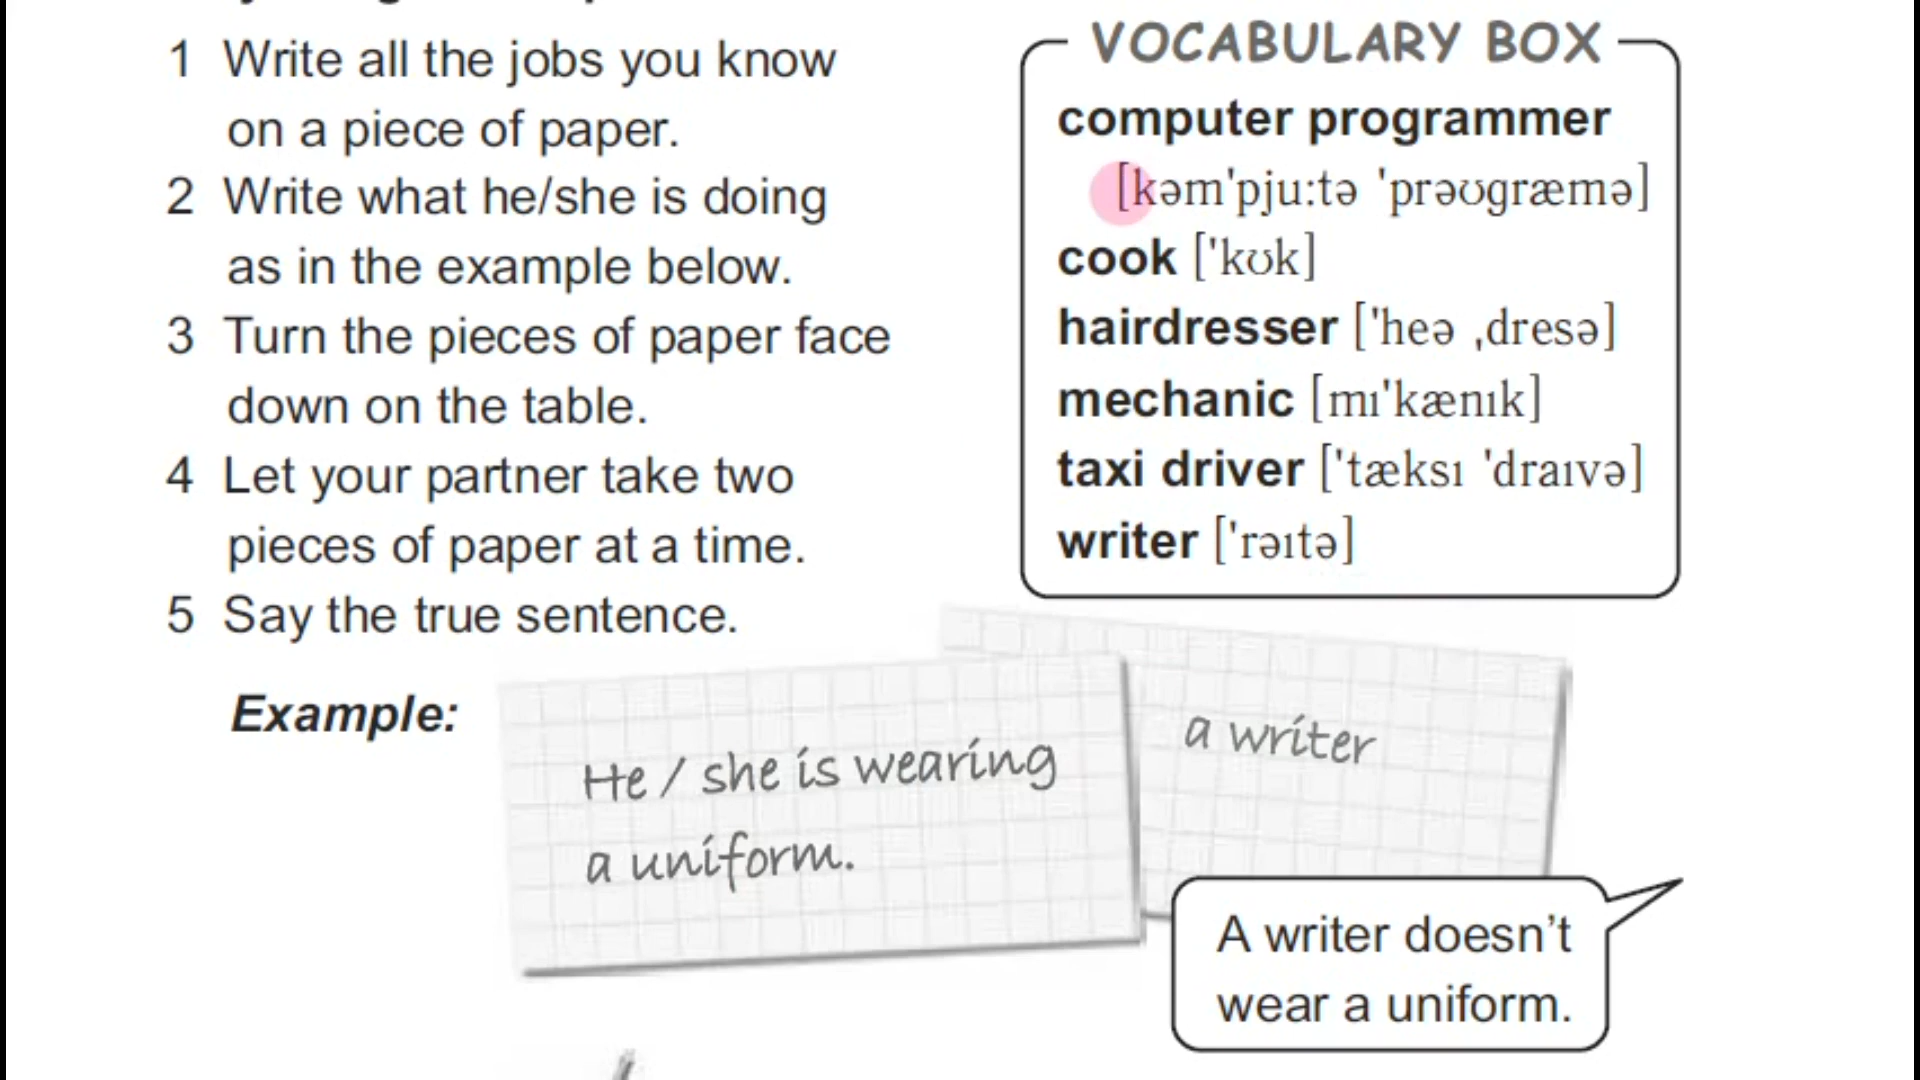 1 Write all the jobs you know
on a piece of paper.
2 Write what he/she is doing
as in the example below.
3 Turn the pieces of paper face
down on the table.
4 Let your partner take two
pieces of paper at a time.
5 Say the true sentence.
VOCABULARY BOX
computer programmer
[kəm'pju:tə 'prəʊgræmə]
cook ['kʊk]
hairdresser ['heə ˌdresə]
mechanic [mɪ'kænɪk]
taxi driver ['tæksɪ 'draɪvə]
writer ['rəɪtə]
Example:
He / she is wearing
a uniform.
a writer
A writer doesn't
wear a uniform.